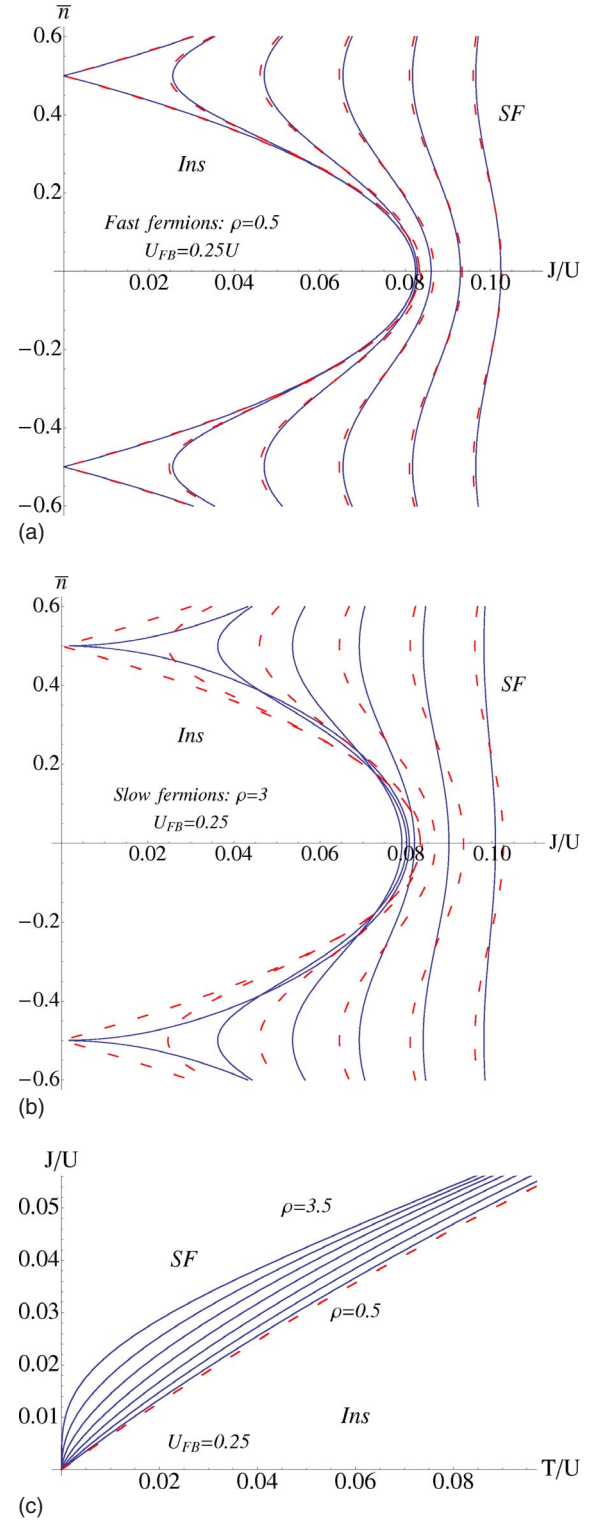 n̄
0.6
0.4
SF
Ins
0.2
Fast fermions: ρ=0.5
U_FB=0.25U
0.02 0.04 0.06 0.08 0.10 J/U
−0.2
−0.4
−0.6
(a)
n̄
0.6
0.4
SF
Ins
0.2
Slow fermions: ρ=3
U_FB=0.25
0.02 0.04 0.06 0.08 0.10 J/U
−0.2
−0.4
−0.6
(b)
J/U
0.05
ρ=3.5
SF
0.04
0.03
ρ=0.5
0.02
0.01
Ins
U_FB=0.25
0.02 0.04 0.06 0.08 T/U
(c)